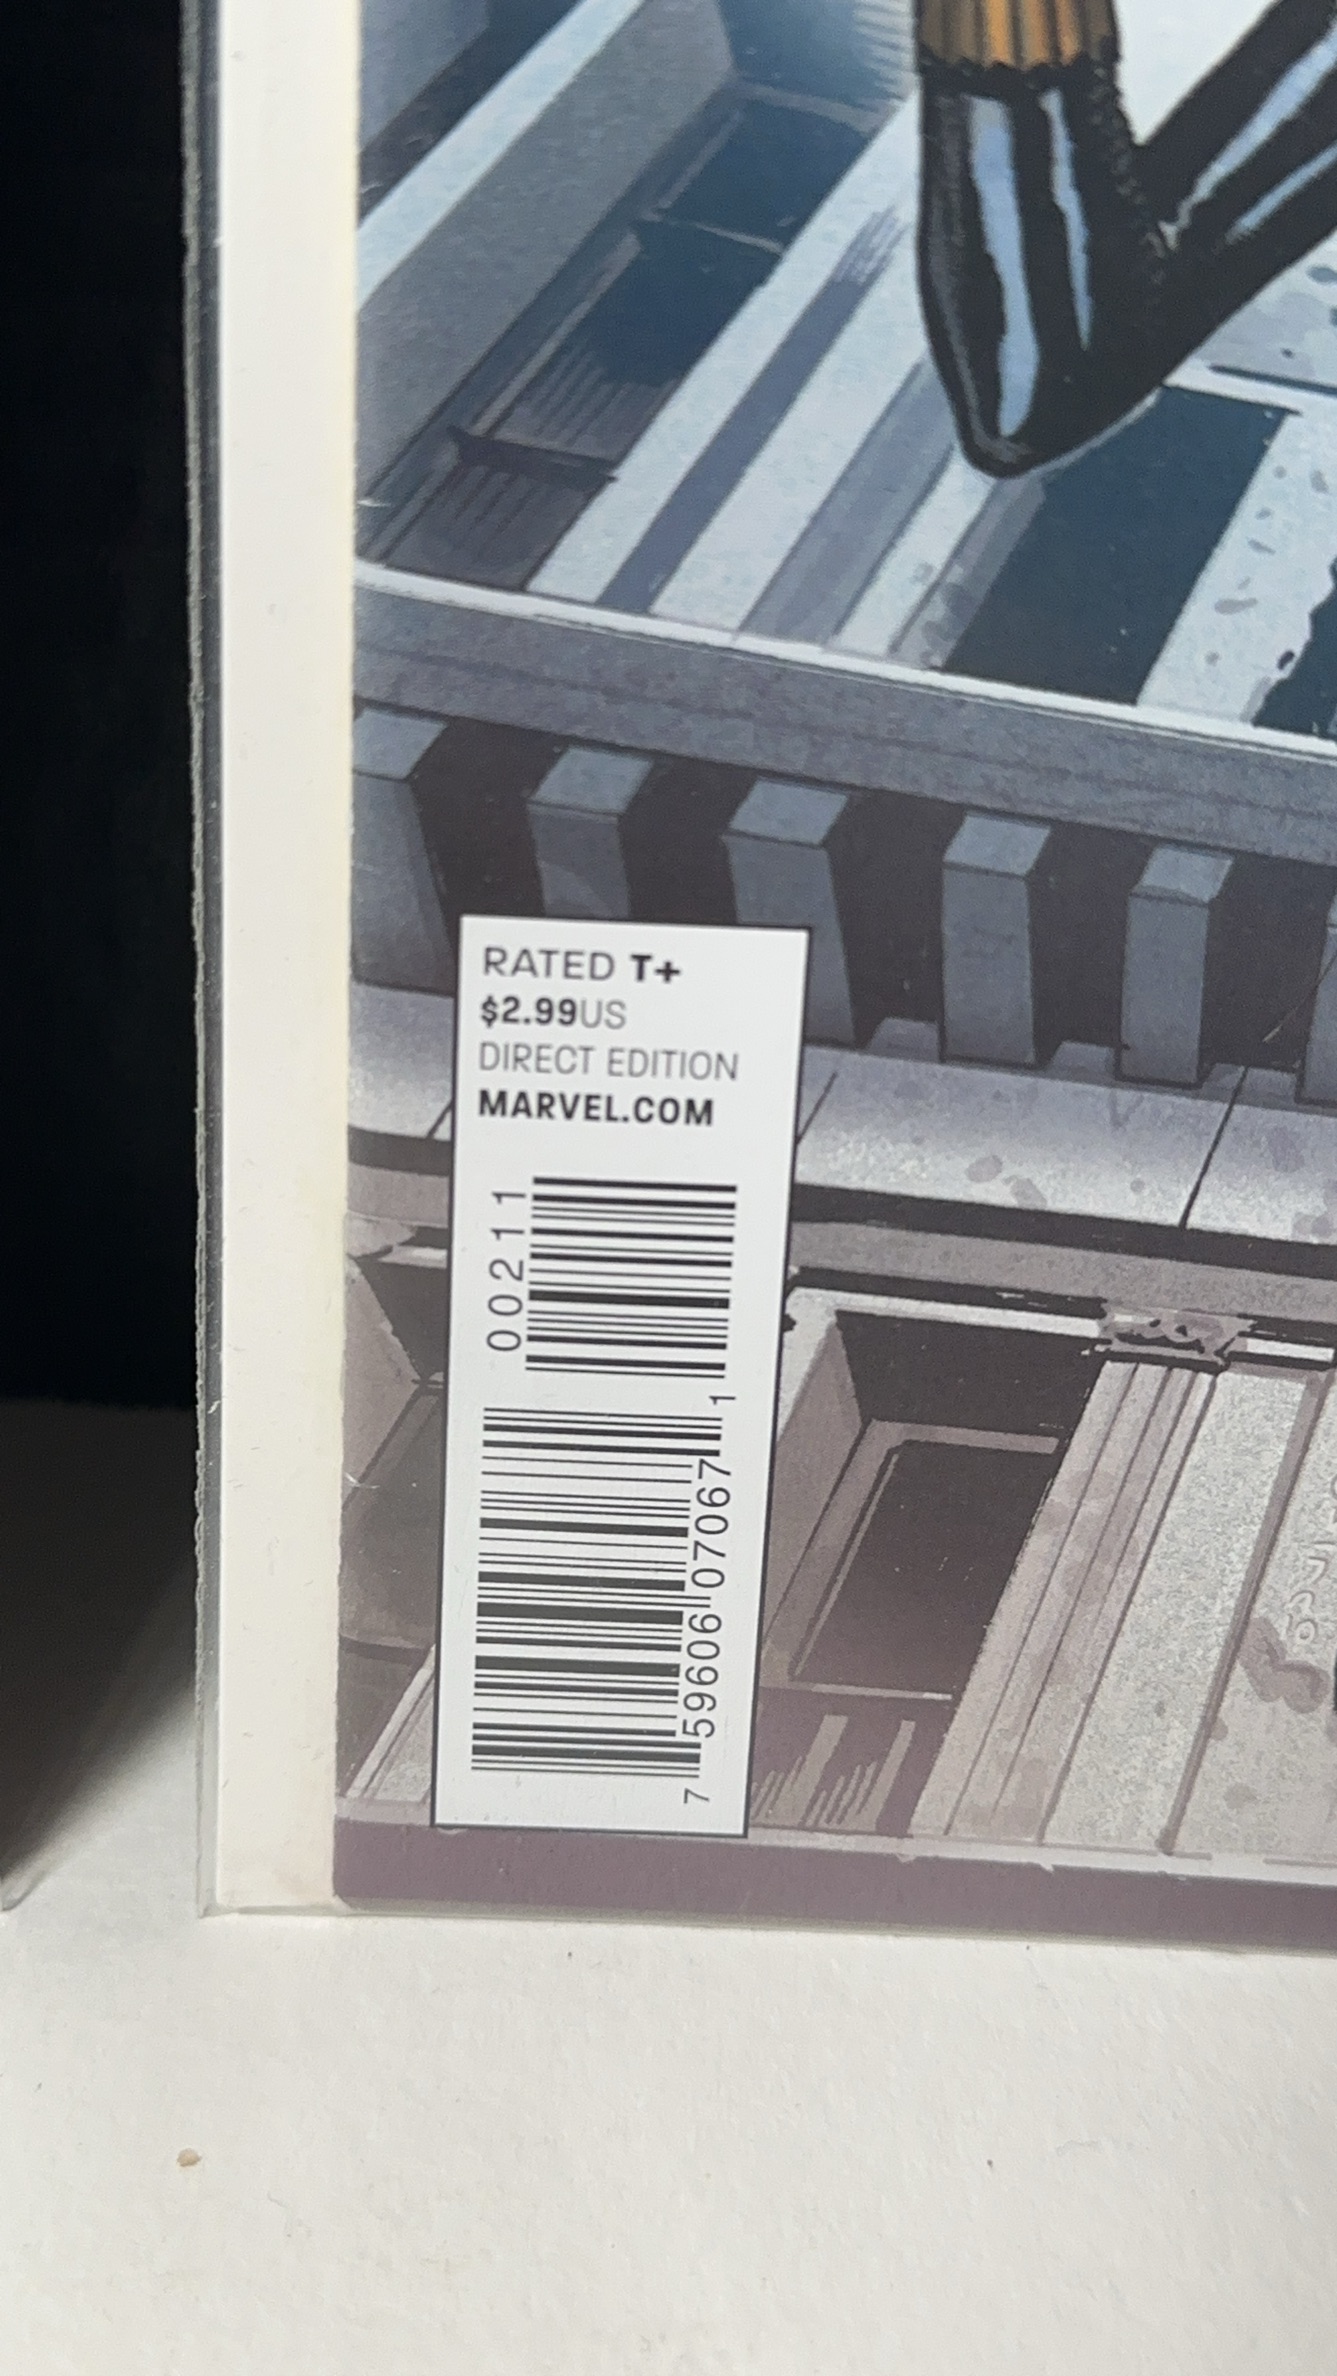 RATED T+
$2.99US
DIRECT EDITION
MARVEL.COM
00211
7 59606 07067 1